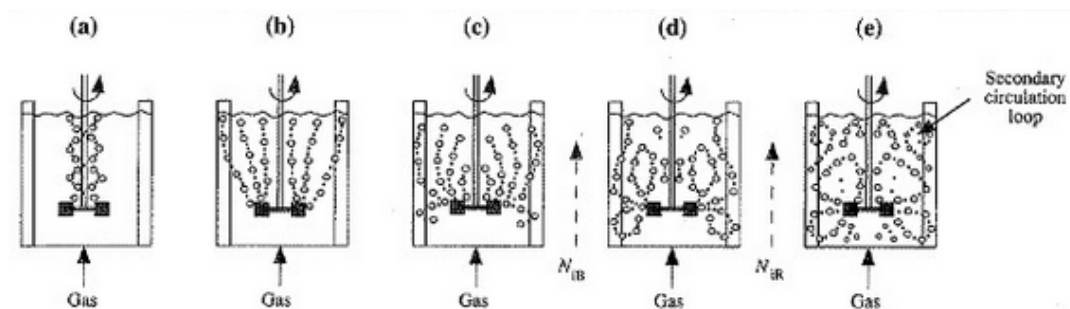 (a) (b) (c) (d) (e)
Secondary
circulation
loop
N_iB N_iR
Gas Gas Gas Gas Gas